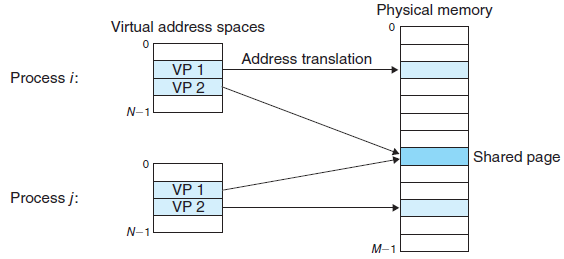 Physical memory
Virtual address spaces
0
0
Address translation
Process i:
VP 1
VP 2
N–1
Shared page
0
Process j:
VP 1
VP 2
N–1
M–1